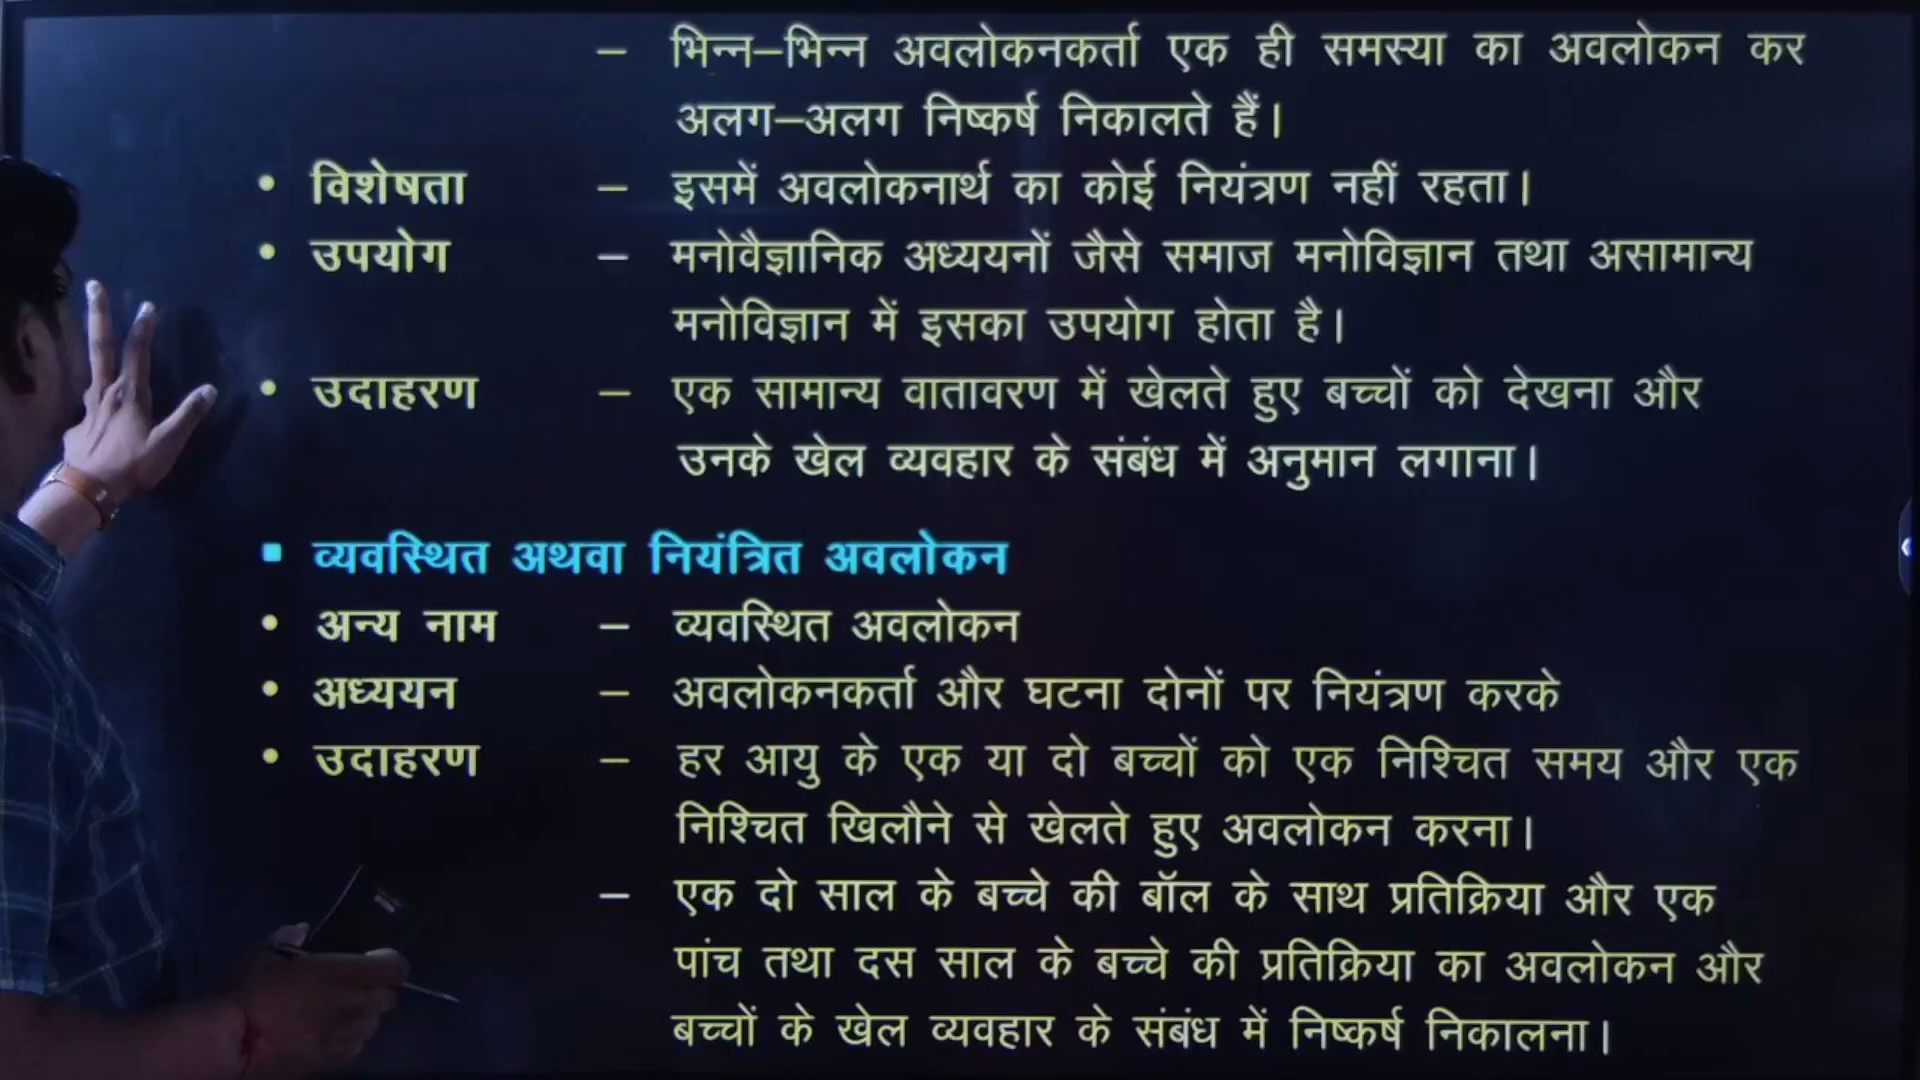 – भिन्न–भिन्न अवलोकनकर्ता एक ही समस्या का अवलोकन कर
अलग–अलग निष्कर्ष निकालते हैं।
• विशेषता – इसमें अवलोकनार्थ का कोई नियंत्रण नहीं रहता।
• उपयोग – मनोवैज्ञानिक अध्ययनों जैसे समाज मनोविज्ञान तथा असामान्य
मनोविज्ञान में इसका उपयोग होता है।
• उदाहरण – एक सामान्य वातावरण में खेलते हुए बच्चों को देखना और
उनके खेल व्यवहार के संबंध में अनुमान लगाना।
▪ व्यवस्थित अथवा नियंत्रित अवलोकन
• अन्य नाम – व्यवस्थित अवलोकन
• अध्ययन – अवलोकनकर्ता और घटना दोनों पर नियंत्रण करके
• उदाहरण – हर आयु के एक या दो बच्चों को एक निश्चित समय और एक
निश्चित खिलौने से खेलते हुए अवलोकन करना।
– एक दो साल के बच्चे की बॉल के साथ प्रतिक्रिया और एक
पांच तथा दस साल के बच्चे की प्रतिक्रिया का अवलोकन और
बच्चों के खेल व्यवहार के संबंध में निष्कर्ष निकालना।